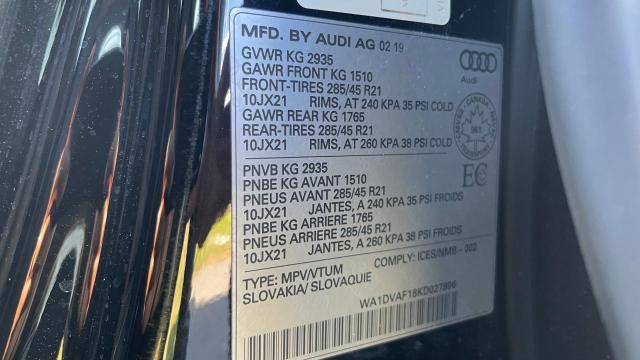 MFD. BY AUDI AG 02 19
GVWR KG 2935
GAWR FRONT KG 1510
FRONT-TIRES 285/45 R21
10JX21 RIMS, AT 240 KPA 35 PSI COLD
GAWR REAR KG 1765
REAR-TIRES 285/45 R21
10JX21 RIMS, AT 260 KPA 38 PSI COLD
Audi
CANADA
EC
PNVB KG 2935
PNBE KG AVANT 1510
PNEUS AVANT 285/45 R21
10JX21 JANTES, A 240 KPA 35 PSI FROIDS
PNBE KG ARRIERE 1765
PNEUS ARRIERE 285/45 R21
10JX21 JANTES, A 260 KPA 38 PSI FROIDS
TYPE: MPV/VTUM COMPLY: ICES/NMB-002
SLOVAKIA/ SLOVAQUIE
WA1DVAF18KD027896